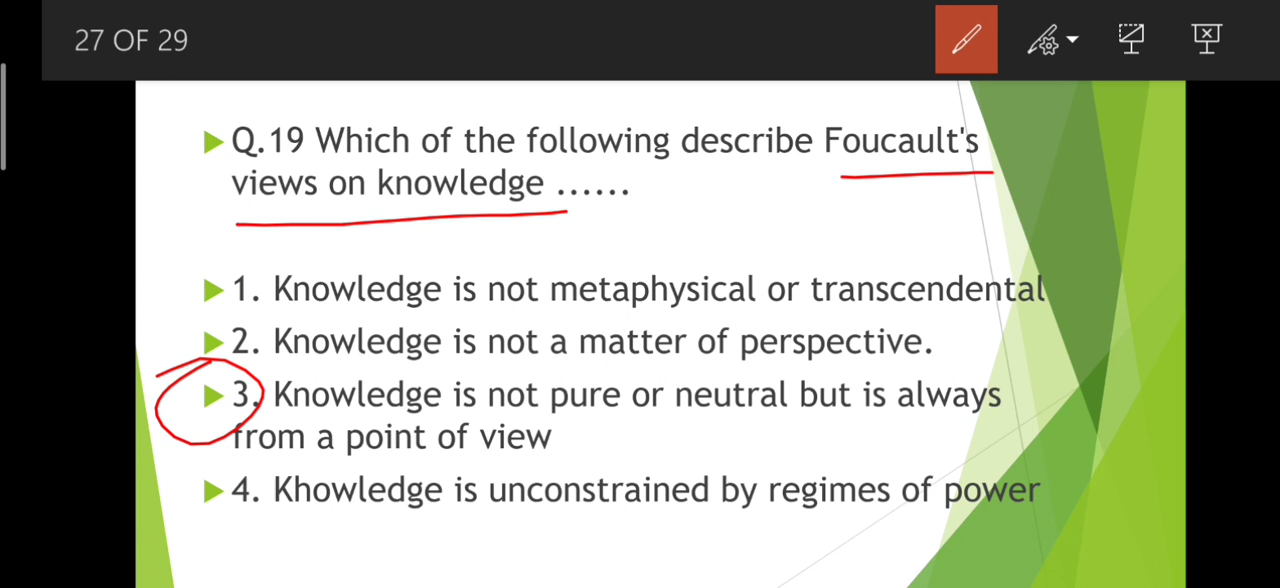 27 OF 29
Q.19 Which of the following describe Foucault's
views on knowledge ......
1. Knowledge is not metaphysical or transcendental
2. Knowledge is not a matter of perspective.
3. Knowledge is not pure or neutral but is always
from a point of view
4. Khowledge is unconstrained by regimes of power